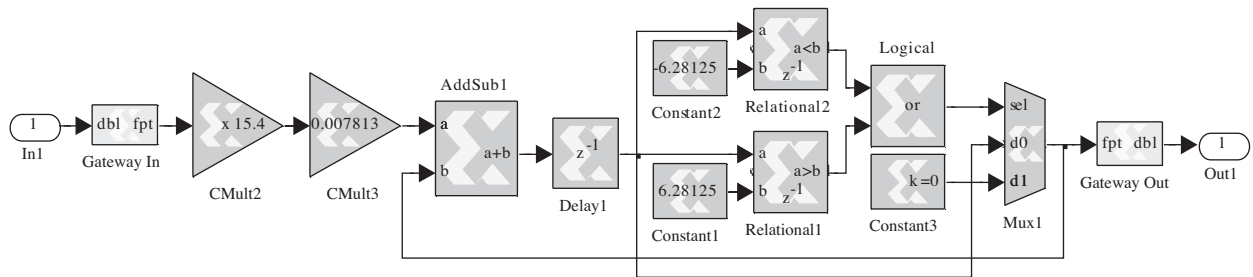 1
In1
dbl fpt
Gateway In
x 15.4
CMult2
0.007813
CMult3
AddSub1
a
b
a+b
z-1
Delay1
-6.28125
Constant2
a
b
a<b
z-1
Relational2
6.28125
Constant1
a
b
a>b
z-1
Relational1
Logical
or
k=0
Constant3
sel
d0
d1
Mux1
fpt dbl
Gateway Out
1
Out1